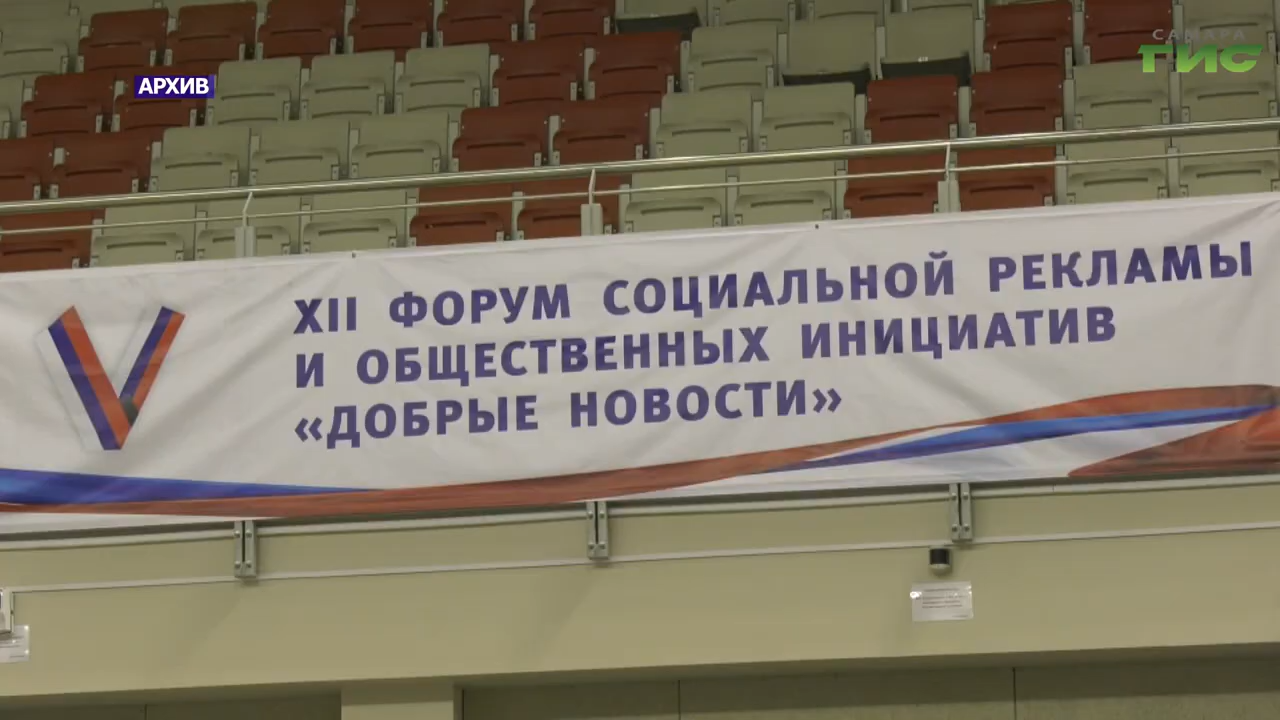 САМАРА
ГИС
АРХИВ
XII ФОРУМ СОЦИАЛЬНОЙ РЕКЛАМЫ
И ОБЩЕСТВЕННЫХ ИНИЦИАТИВ
«ДОБРЫЕ НОВОСТИ»